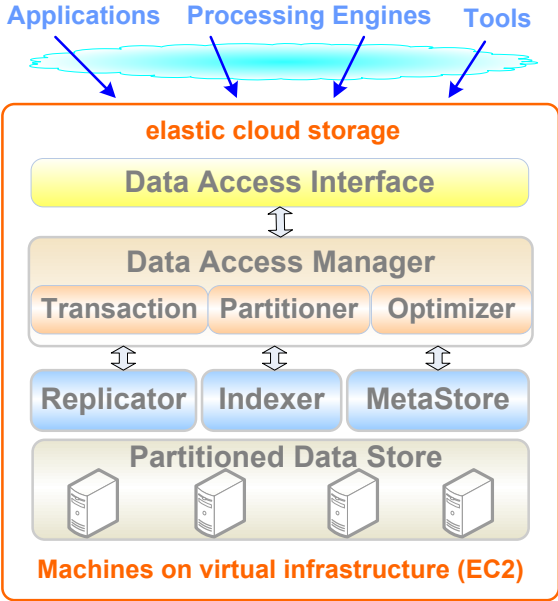 Applications Processing Engines Tools
elastic cloud storage
Data Access Interface
Data Access Manager
Transaction Partitioner Optimizer
Replicator Indexer MetaStore
Partitioned Data Store
Machines on virtual infrastructure (EC2)